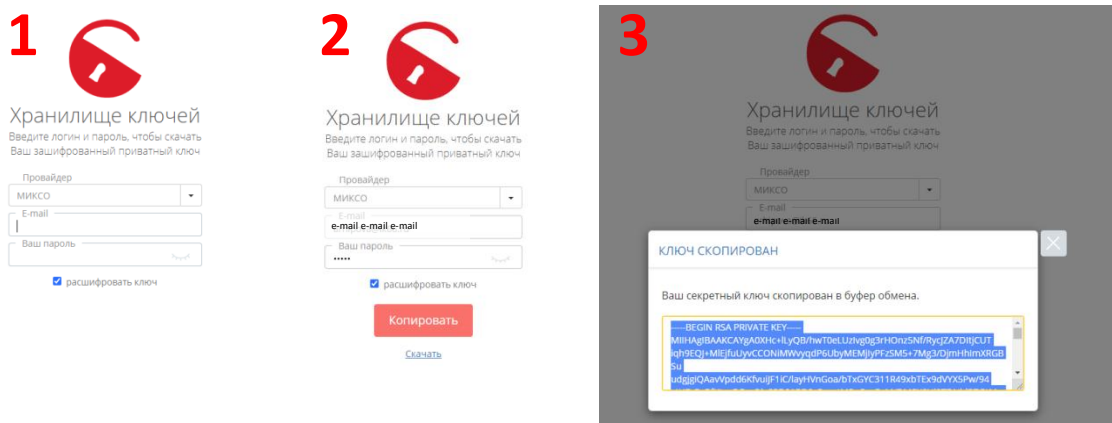 1
Хранилище ключей
Введите логин и пароль, чтобы скачать
Ваш зашифрованный приватный ключ
Провайдер
МИКСО
E-mail
Ваш пароль
расшифровать ключ
2
Хранилище ключей
Введите логин и пароль, чтобы скачать
Ваш зашифрованный приватный ключ
Провайдер
МИКСО
E-mail
e-mail e-mail e-mail
Ваш пароль
•••••
расшифровать ключ
Копировать
Скачать
3
Хранилище ключей
Введите логин и пароль, чтобы скачать
Ваш зашифрованный приватный ключ
Провайдер
МИКСО
E-mail
e-mail e-mail e-mail
КЛЮЧ СКОПИРОВАН
Ваш секретный ключ скопирован в буфер обмена.
-----BEGIN RSA PRIVATE KEY-----
Su